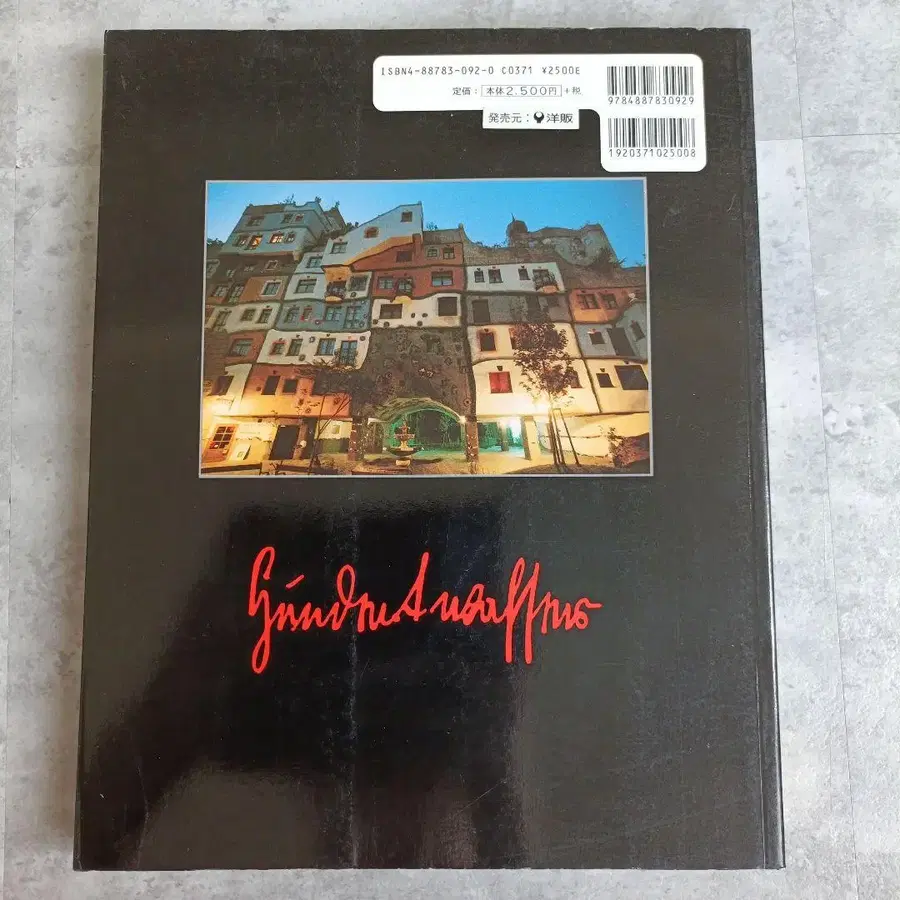 ISBN4-88783-092-0 C0371 ¥2500E
定価：本体2,500円+税
発売元：洋販
9784887830929
1920371025008
Hundertwasser